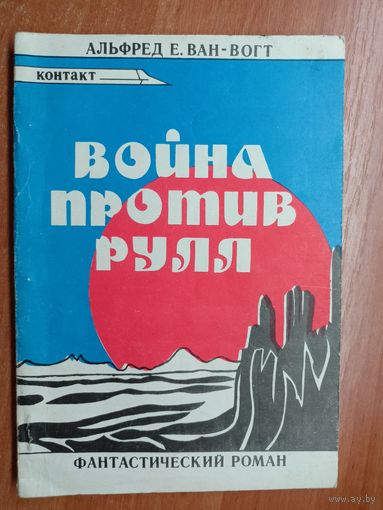 АЛЬФРЕД Е. ВАН-ВОГТ
КОНТАКТ
ВОЙНА
ПРОТИВ
РУЛЛ
ФАНТАСТИЧЕСКИЙ РОМАН
www.ay.by